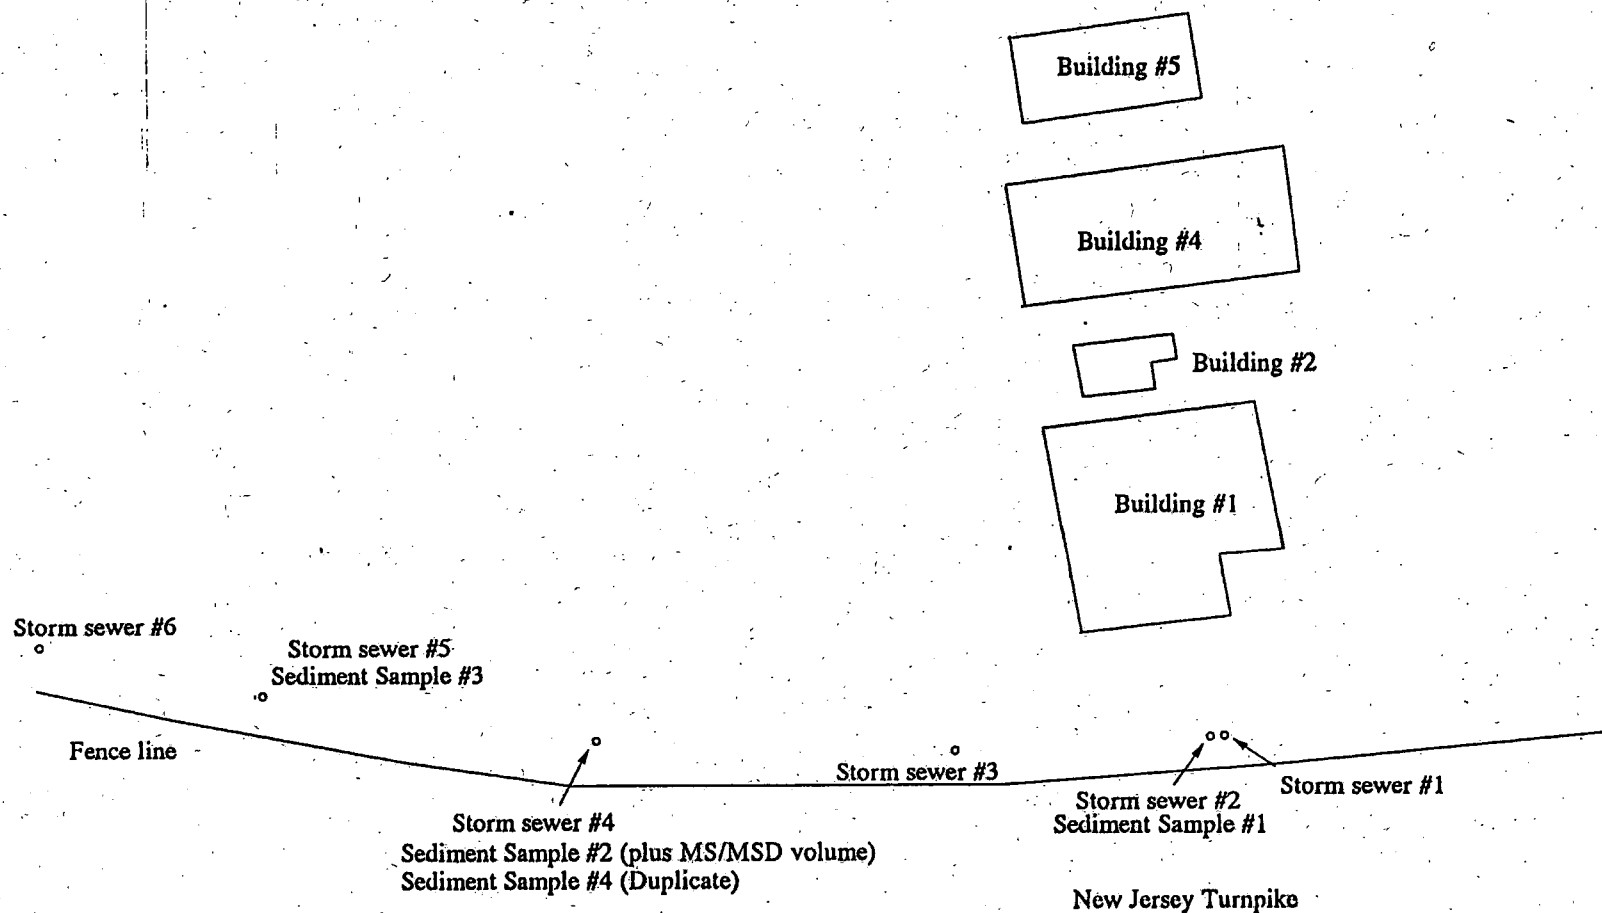 Building #5
Building #4
Building #2
Building #1
Storm sewer #6
Storm sewer #5
Sediment Sample #3
Fence line
Storm sewer #3
Storm sewer #1
Storm sewer #2
Sediment Sample #1
Storm sewer #4
Sediment Sample #2 (plus MS/MSD volume)
Sediment Sample #4 (Duplicate)
New Jersey Turnpike